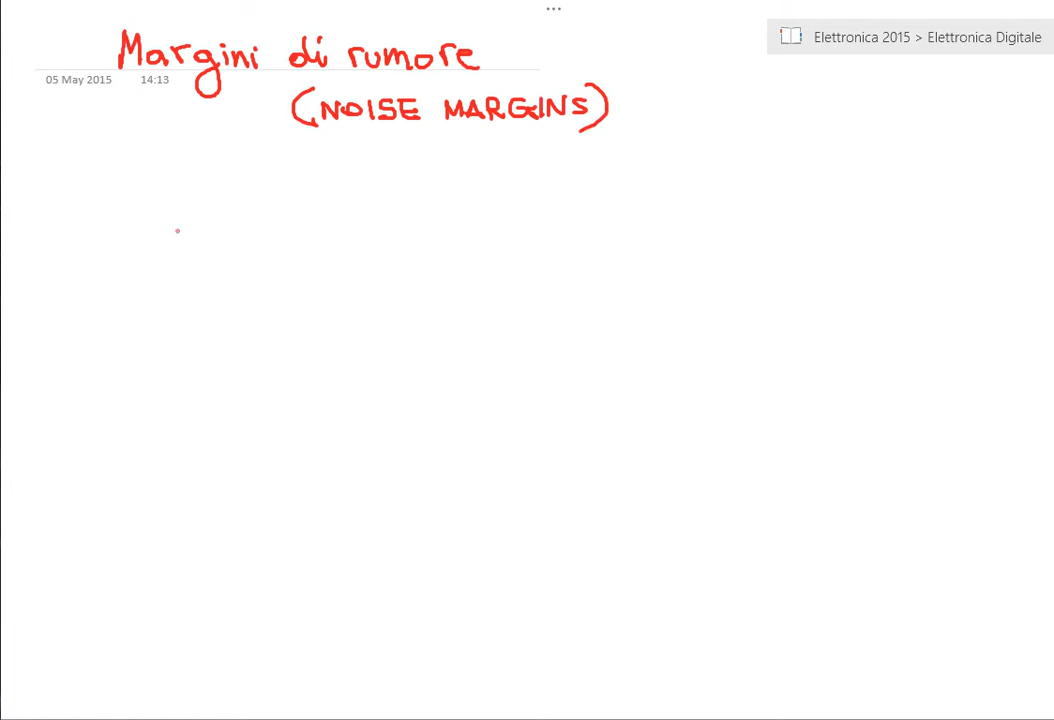 Elettronica 2015 > Elettronica Digitale
Margini di rumore
05 May 2015 14:13
(NOISE MARGINS)